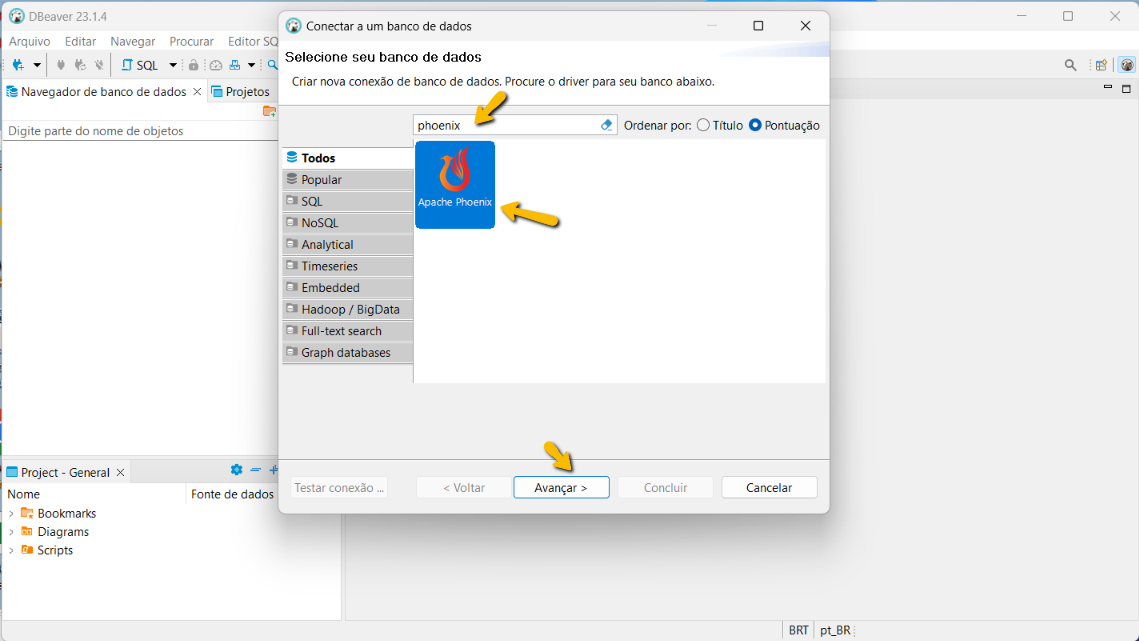 DBeaver 23.1.4
Arquivo Editar Navegar Procurar Editor SQ
SQL
Navegador de banco de dados
Projetos
Digite parte do nome de objetos
Conectar a um banco de dados
Selecione seu banco de dados
Criar nova conexão de banco de dados. Procure o driver para seu banco abaixo.
phoenix
Ordenar por: Título Pontuação
Todos
Popular
SQL
NoSQL
Analytical
Timeseries
Embedded
Hadoop / BigData
Full-text search
Graph databases
Apache Phoenix
Testar conexão ...
< Voltar
Avançar >
Concluir
Cancelar
Project - General
Nome
Fonte de dados
Bookmarks
Diagrams
Scripts
BRT
pt_BR